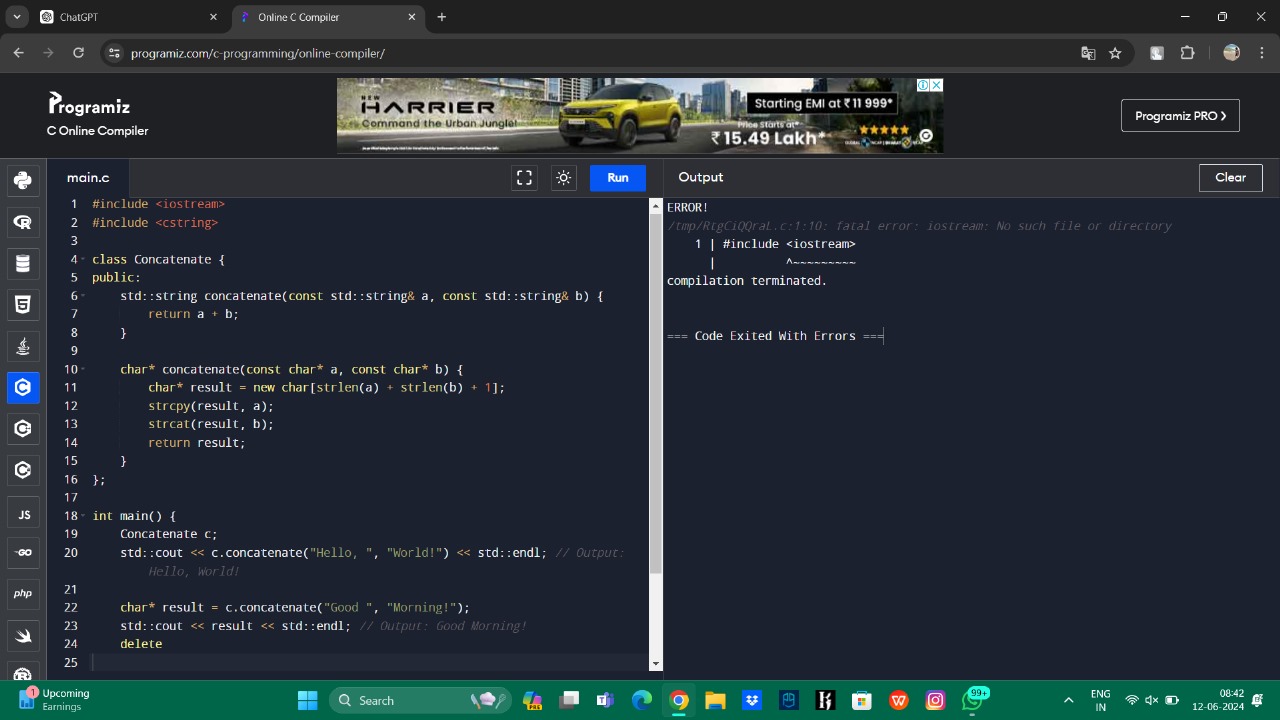 ChatGPT
Online C Compiler
programiz.com/c-programming/online-compiler/
Programiz
C Online Compiler
NEW
HARRIER
Command the Urban Jungle!
Starting EMI at ₹ 11 999*
Price Starts at*
₹ 15.49 Lakh*
Programiz PRO >
main.c
Run
Output
Clear
1 #include <iostream>
2 #include <cstring>
3
4 class Concatenate {
5 public:
6 std::string concatenate(const std::string& a, const std::string& b) {
7 return a + b;
8 }
9
10 char* concatenate(const char* a, const char* b) {
11 char* result = new char[strlen(a) + strlen(b) + 1];
12 strcpy(result, a);
13 strcat(result, b);
14 return result;
15 }
16 };
17
18 int main() {
19 Concatenate c;
20 std::cout << c.concatenate("Hello, ", "World!") << std::endl; // Output:
Hello, World!
21
22 char* result = c.concatenate("Good ", "Morning!");
23 std::cout << result << std::endl; // Output: Good Morning!
24 delete
25
ERROR!
/tmp/RtgCiQQraL.c:1:10: fatal error: iostream: No such file or directory
1 | #include <iostream>
| ^~~~~~~~~~
compilation terminated.
=== Code Exited With Errors ===
JS
GO
php
1
Upcoming
Earnings
Search
PRE
99+
ENG
IN
08:42
12-06-2024